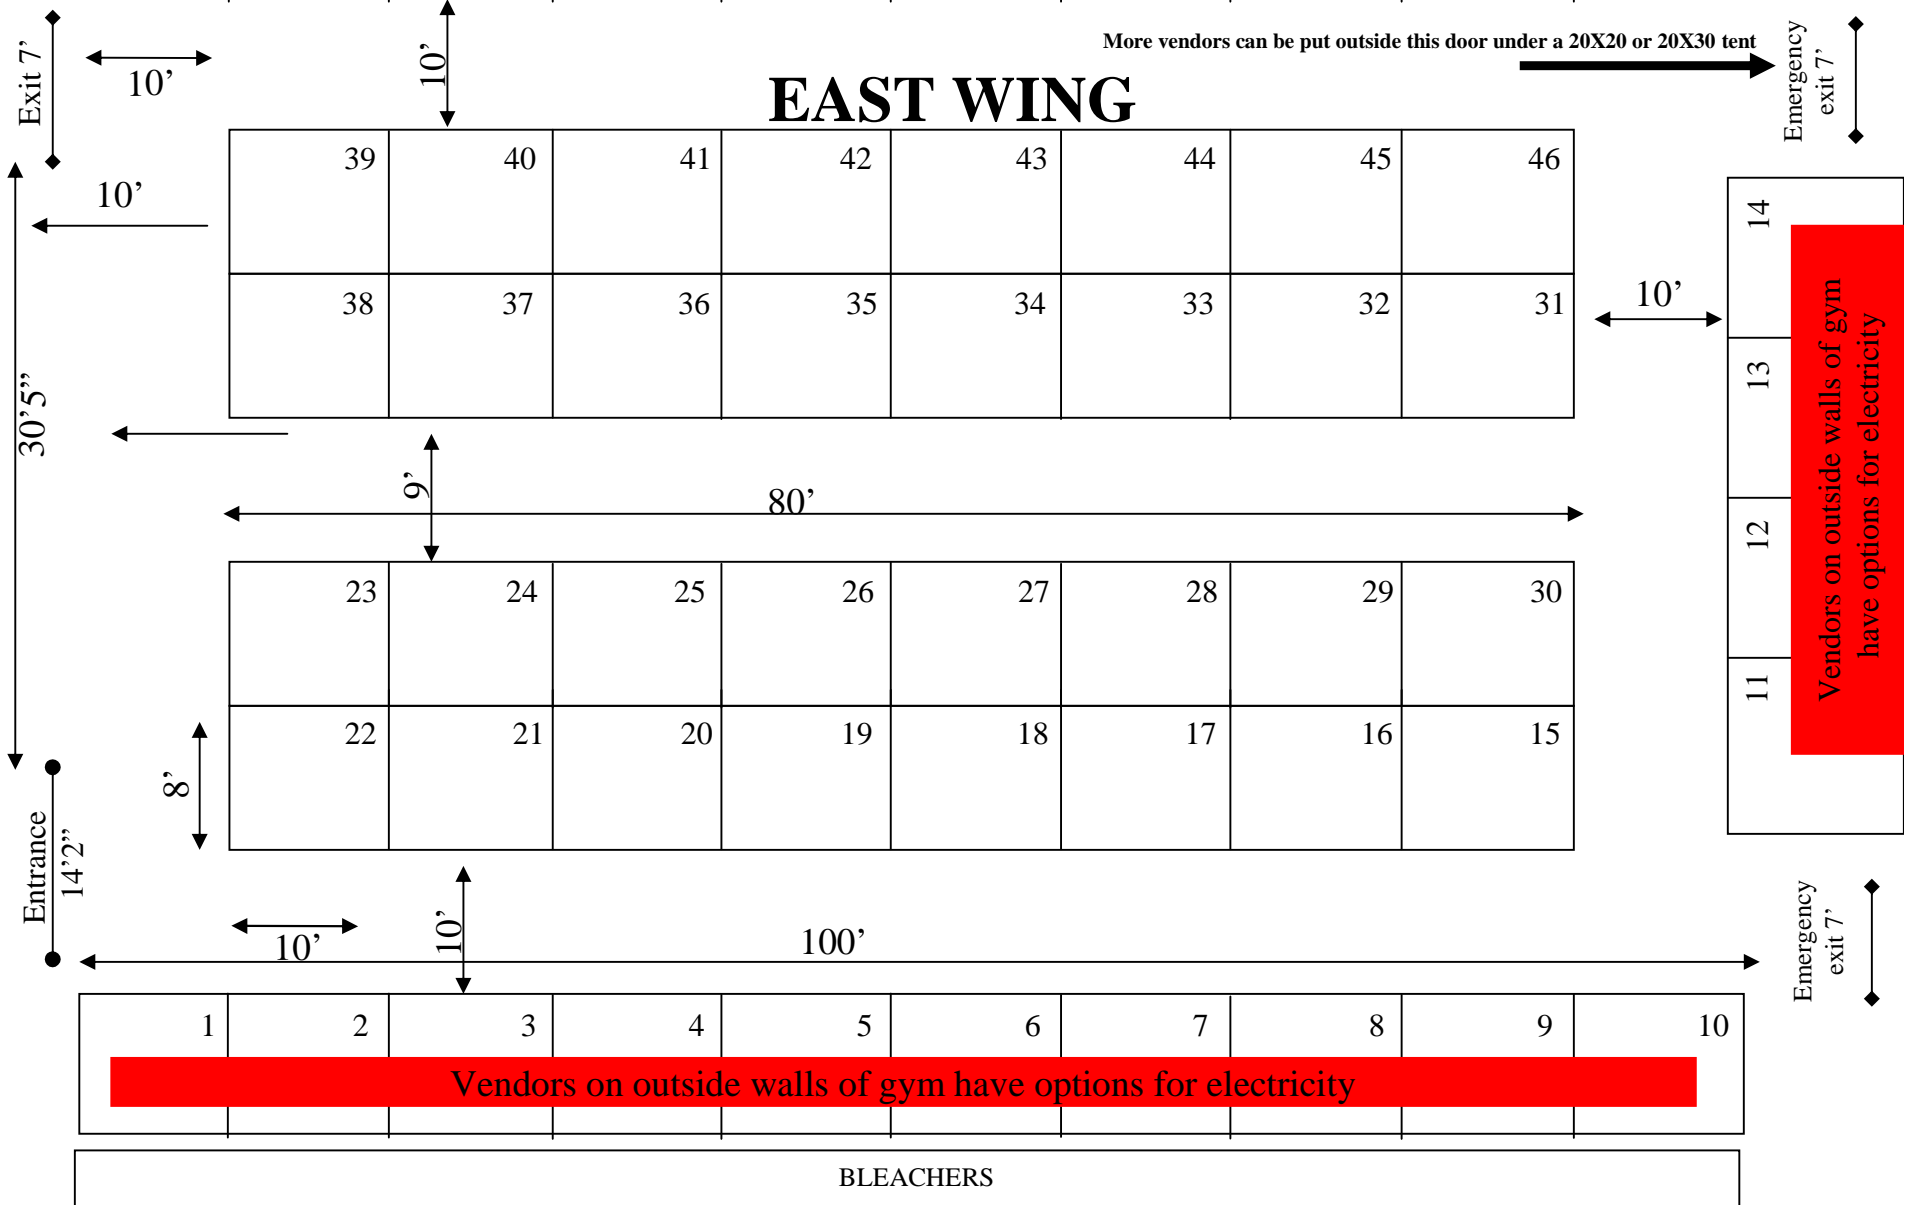 More vendors can be put outside this door under a 20X20 or 20X30 tent
Exit 7’
10’
10’
EAST WING
Emergency
exit 7’
39 40 41 42 43 44 45 46
10’
38 37 36 35 34 33 32 31
10’
14
13
12
11
Vendors on outside walls of gym
have options for electricity
30’5”
9’
80’
23 24 25 26 27 28 29 30
22 21 20 19 18 17 16 15
8’
Entrance
14’2”
10’
10’
100’
Emergency
exit 7’
1 2 3 4 5 6 7 8 9 10
Vendors on outside walls of gym have options for electricity
BLEACHERS